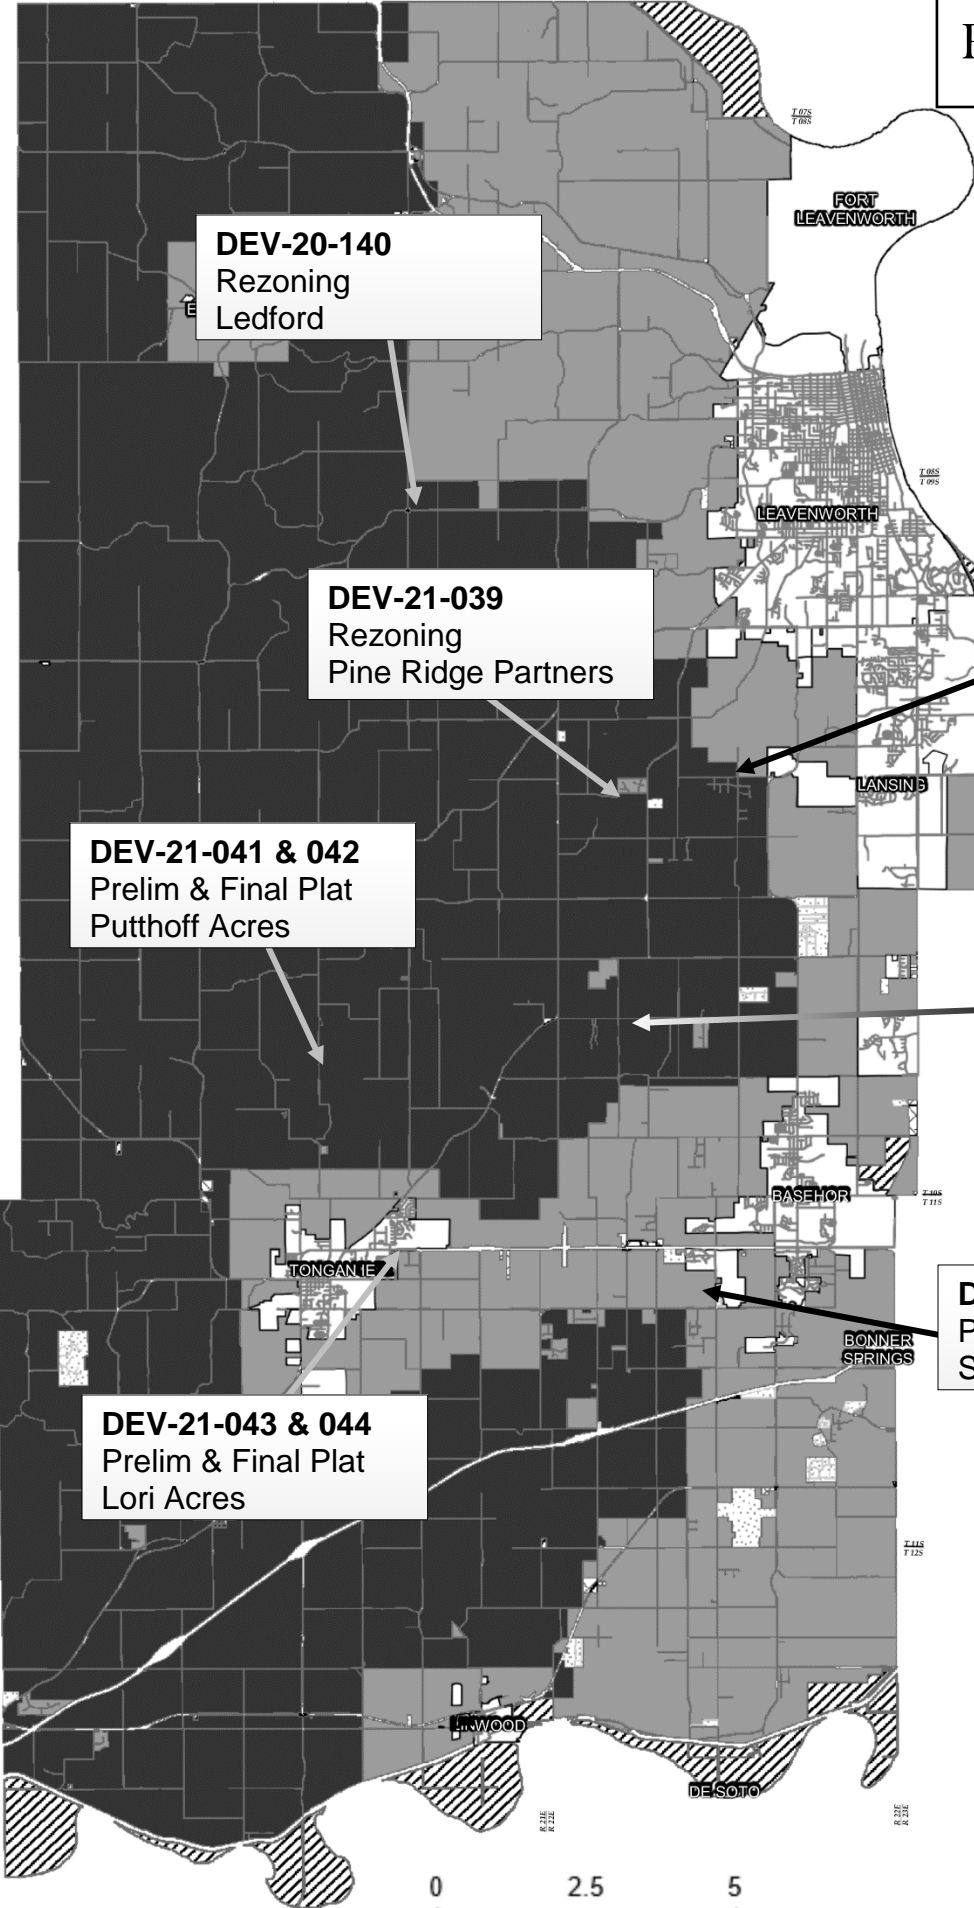 P
T 07S
T 08S
FORT
LEAVENWORTH
DEV-20-140
Rezoning
Ledford
E
T 08S
T 09S
LEAVENWORTH
DEV-21-039
Rezoning
Pine Ridge Partners
LANSING
DEV-21-041 & 042
Prelim & Final Plat
Putthoff Acres
BASEHOR
T 10S
T 11S
TONGANIE
D
P
S
BONNER
SPRINGS
DEV-21-043 & 044
Prelim & Final Plat
Lori Acres
T 11S
T 12S
LINWOOD
DE SOTO
R 21E
R 22E
R 22E
R 23E
0 2.5 5